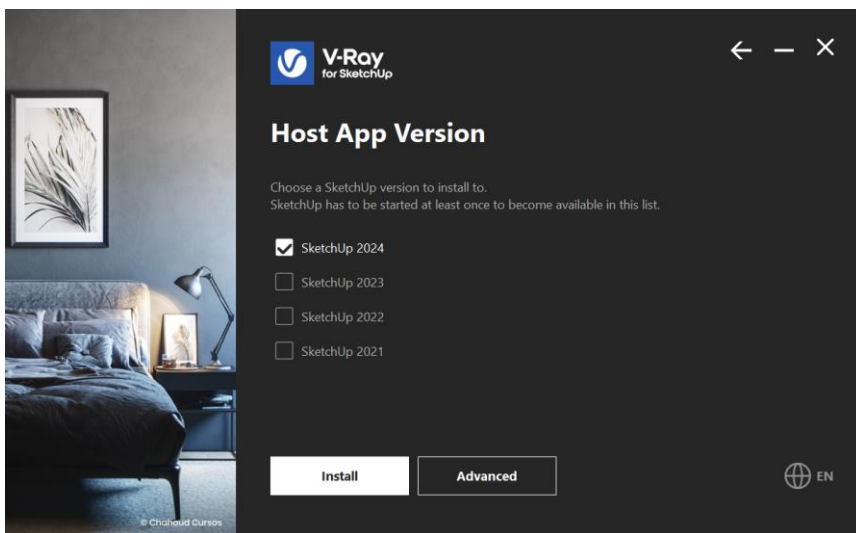 V-Ray
for SketchUp
Host App Version
Choose a SketchUp version to install to.
SketchUp has to be started at least once to become available in this list.
SketchUp 2024
SketchUp 2023
SketchUp 2022
SketchUp 2021
Install
Advanced
EN
© Chahoud Cursos